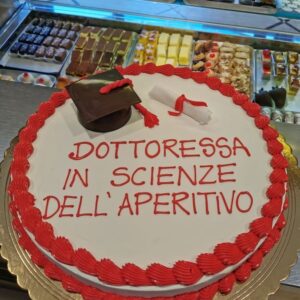 DOTTORESSA
IN SCIENZE
DELL'APERITIVO